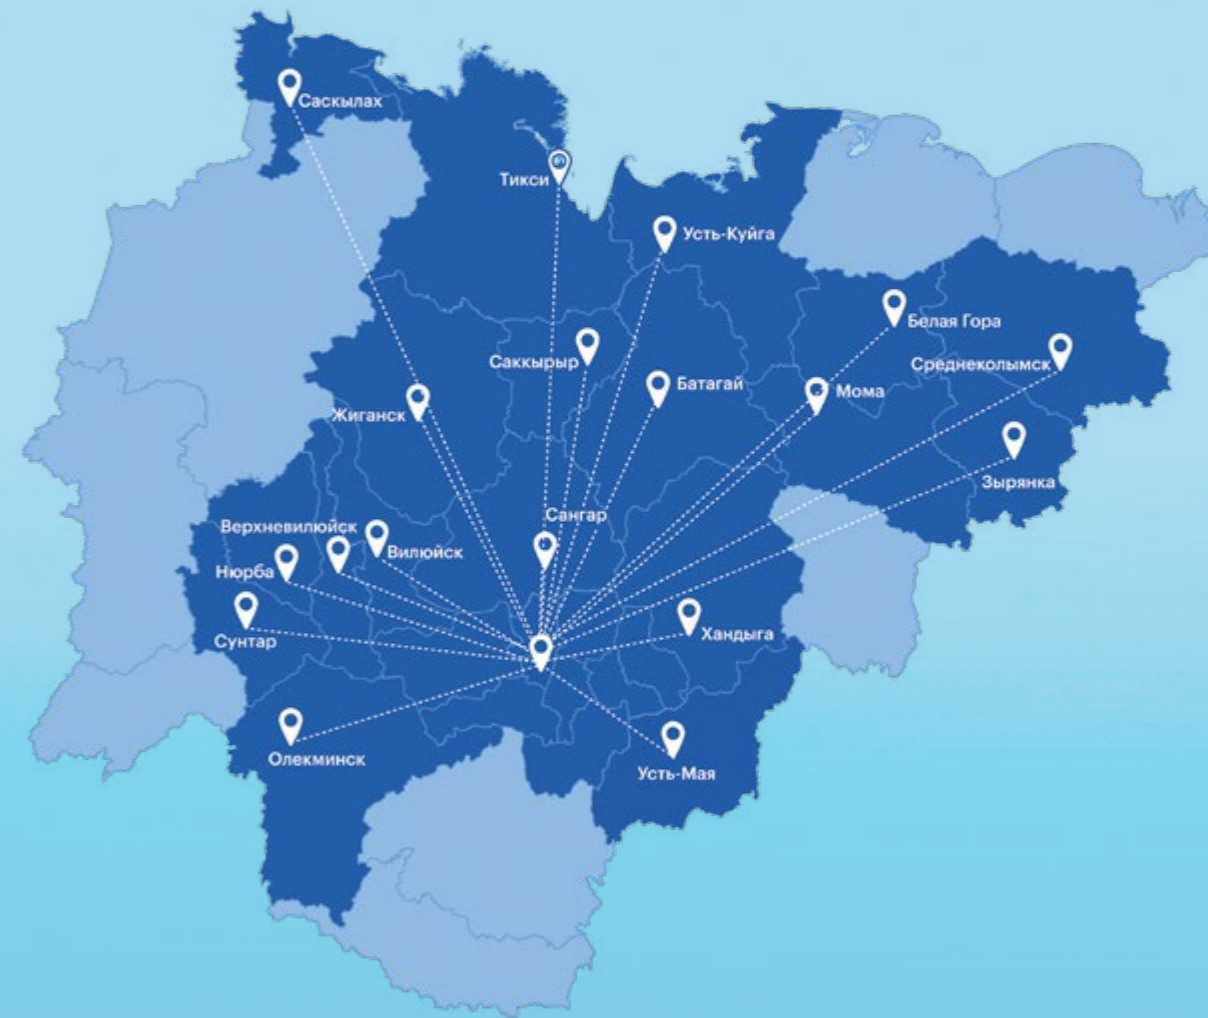 Саскылах
Тикси
Усть-Куйга
Белая Гора
Саккырыр
Среднеколымск
Батагай
Мома
Жиганск
Зырянка
Сангар
Верхневилюйск
Вилюйск
Нюрба
Хандыга
Сунтар
Олекминск
Усть-Мая